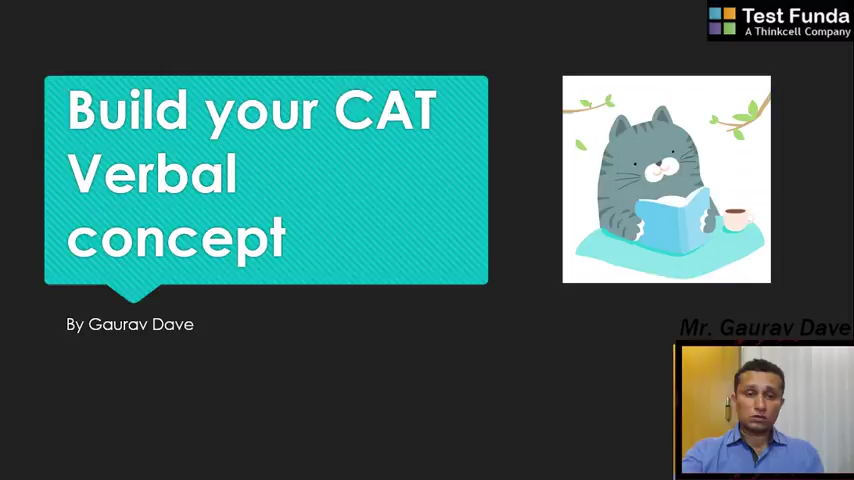 Test Funda
A Thinkcell Company
Build your CAT
Verbal
concept
By Gaurav Dave
Mr. Gaurav Dave